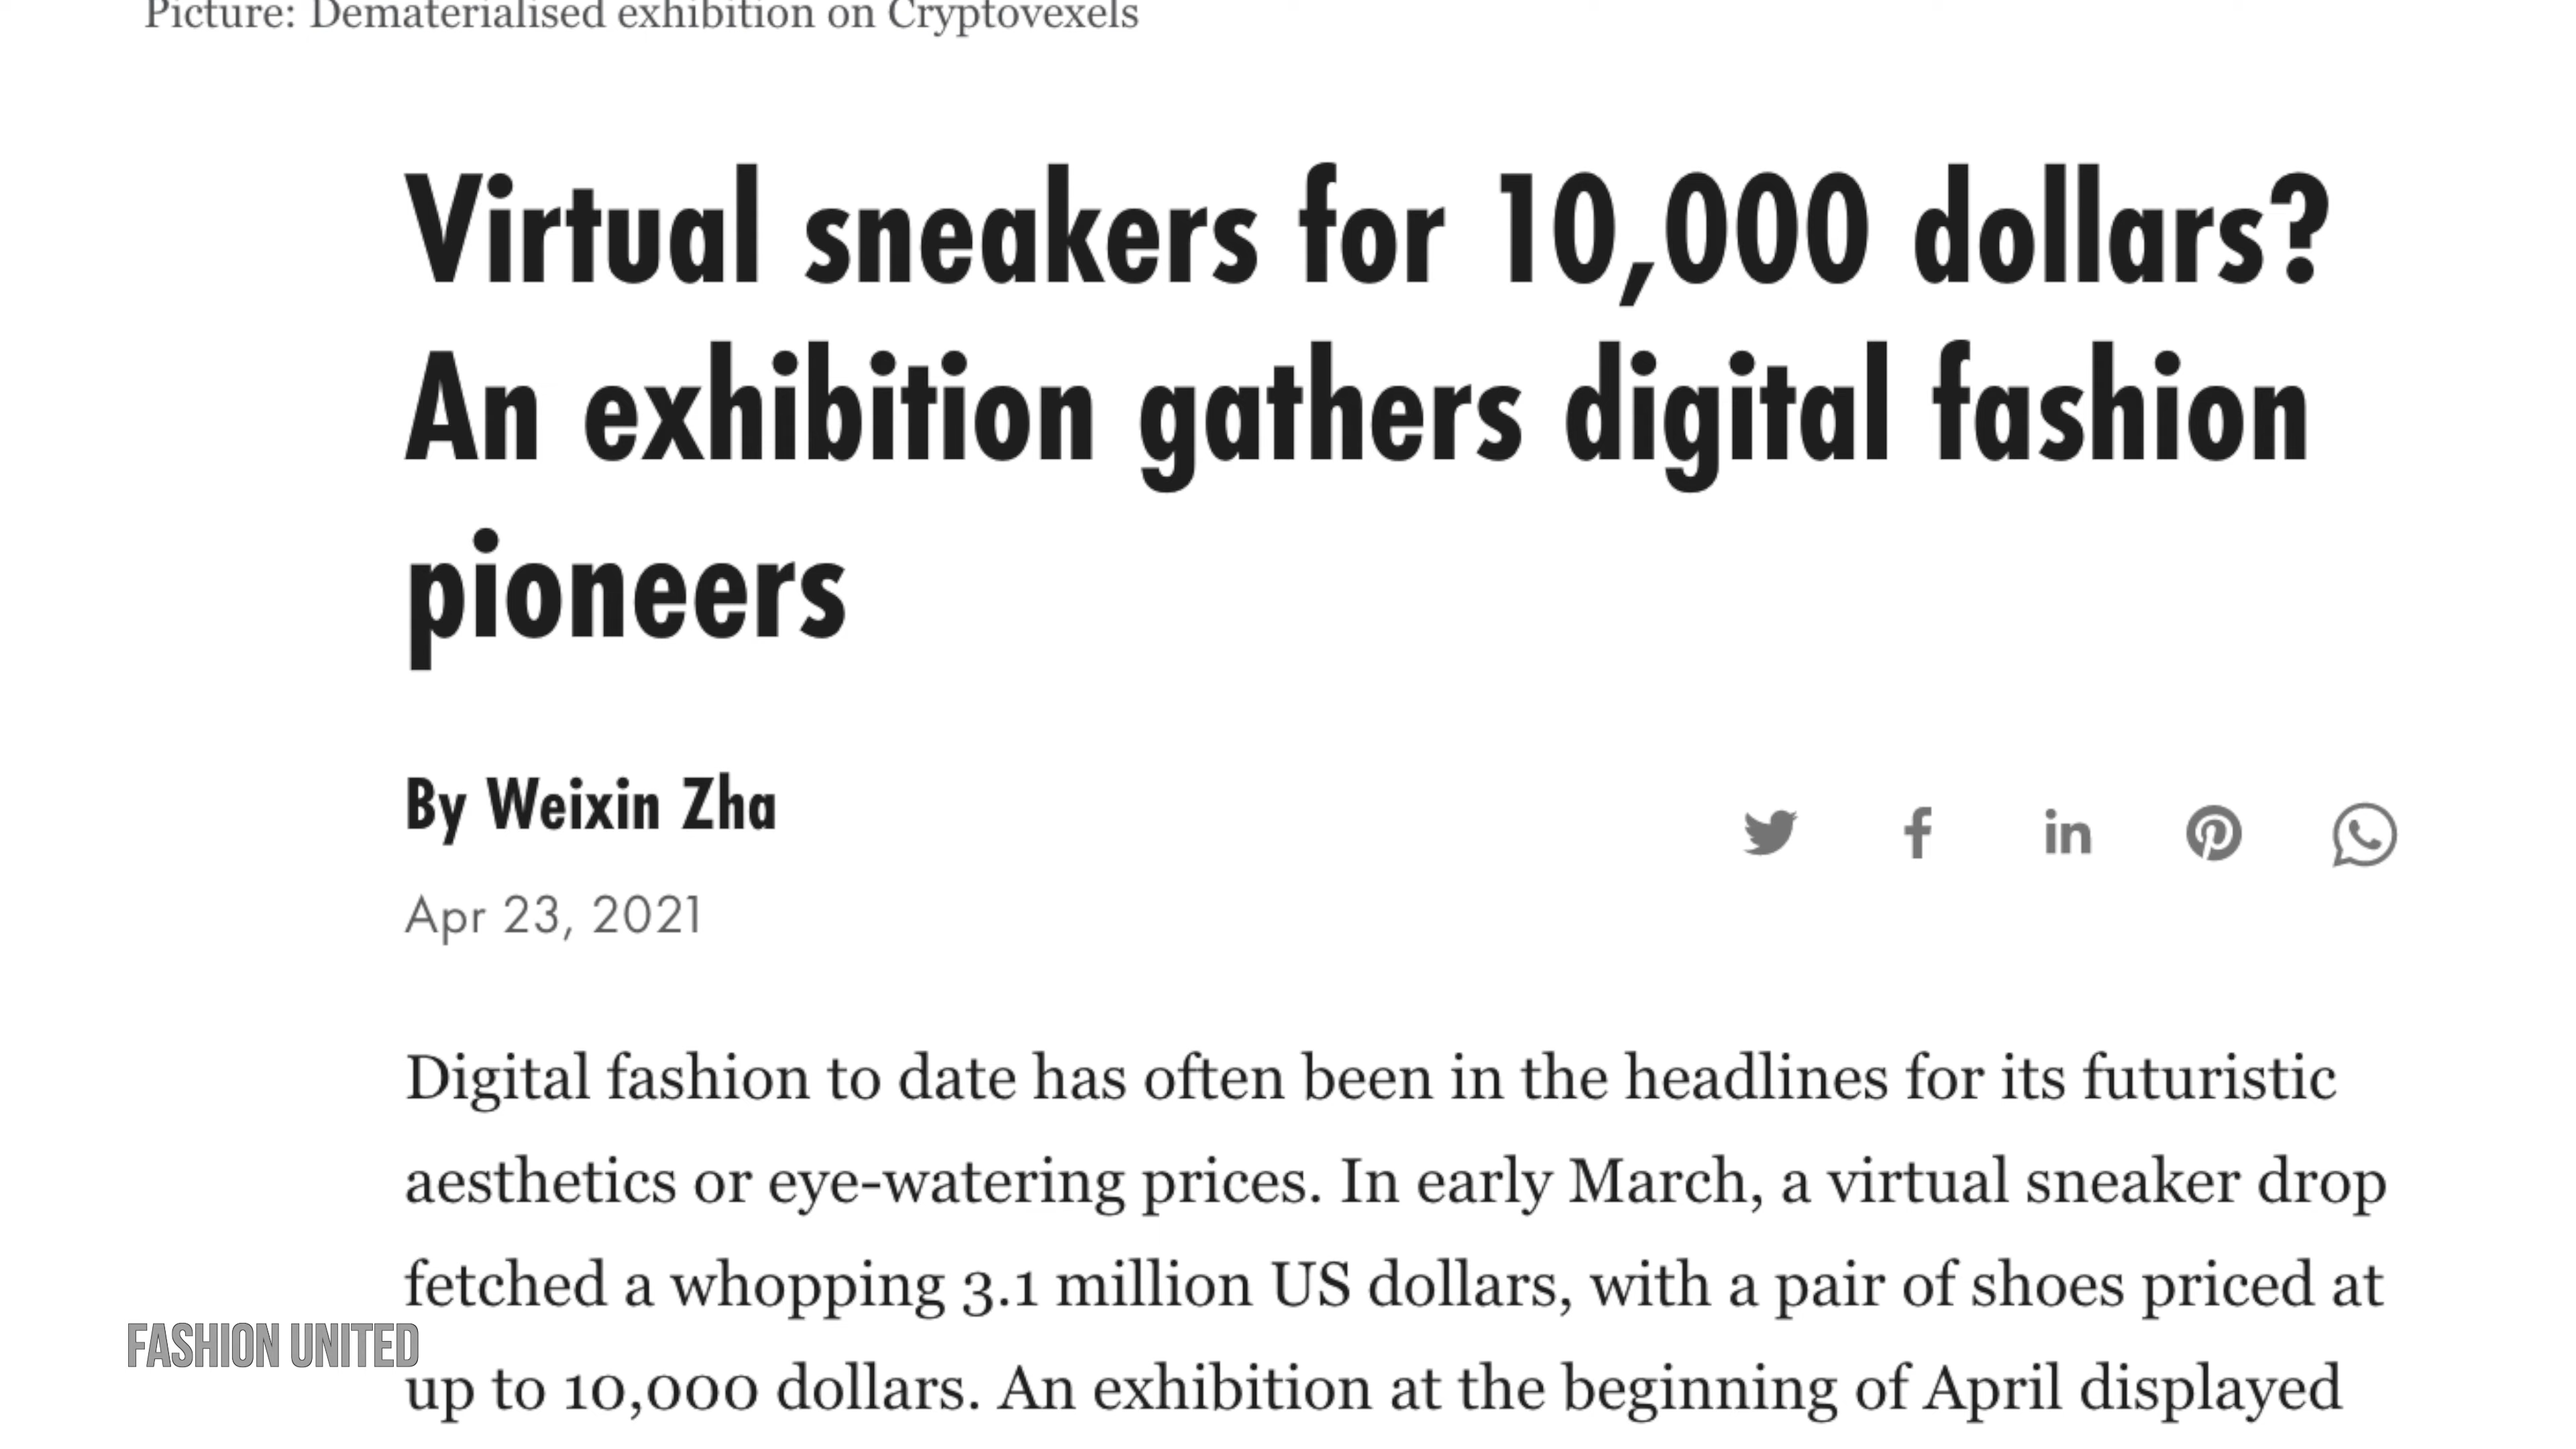 Picture: Dematerialised exhibition on Cryptovexels
Virtual sneakers for 10,000 dollars?
An exhibition gathers digital fashion
pioneers
By Weixin Zha
Apr 23, 2021
Digital fashion to date has often been in the headlines for its futuristic
aesthetics or eye-watering prices. In early March, a virtual sneaker drop
fetched a whopping 3.1 million US dollars, with a pair of shoes priced at
up to 10,000 dollars. An exhibition at the beginning of April displayed
FASHION UNITED